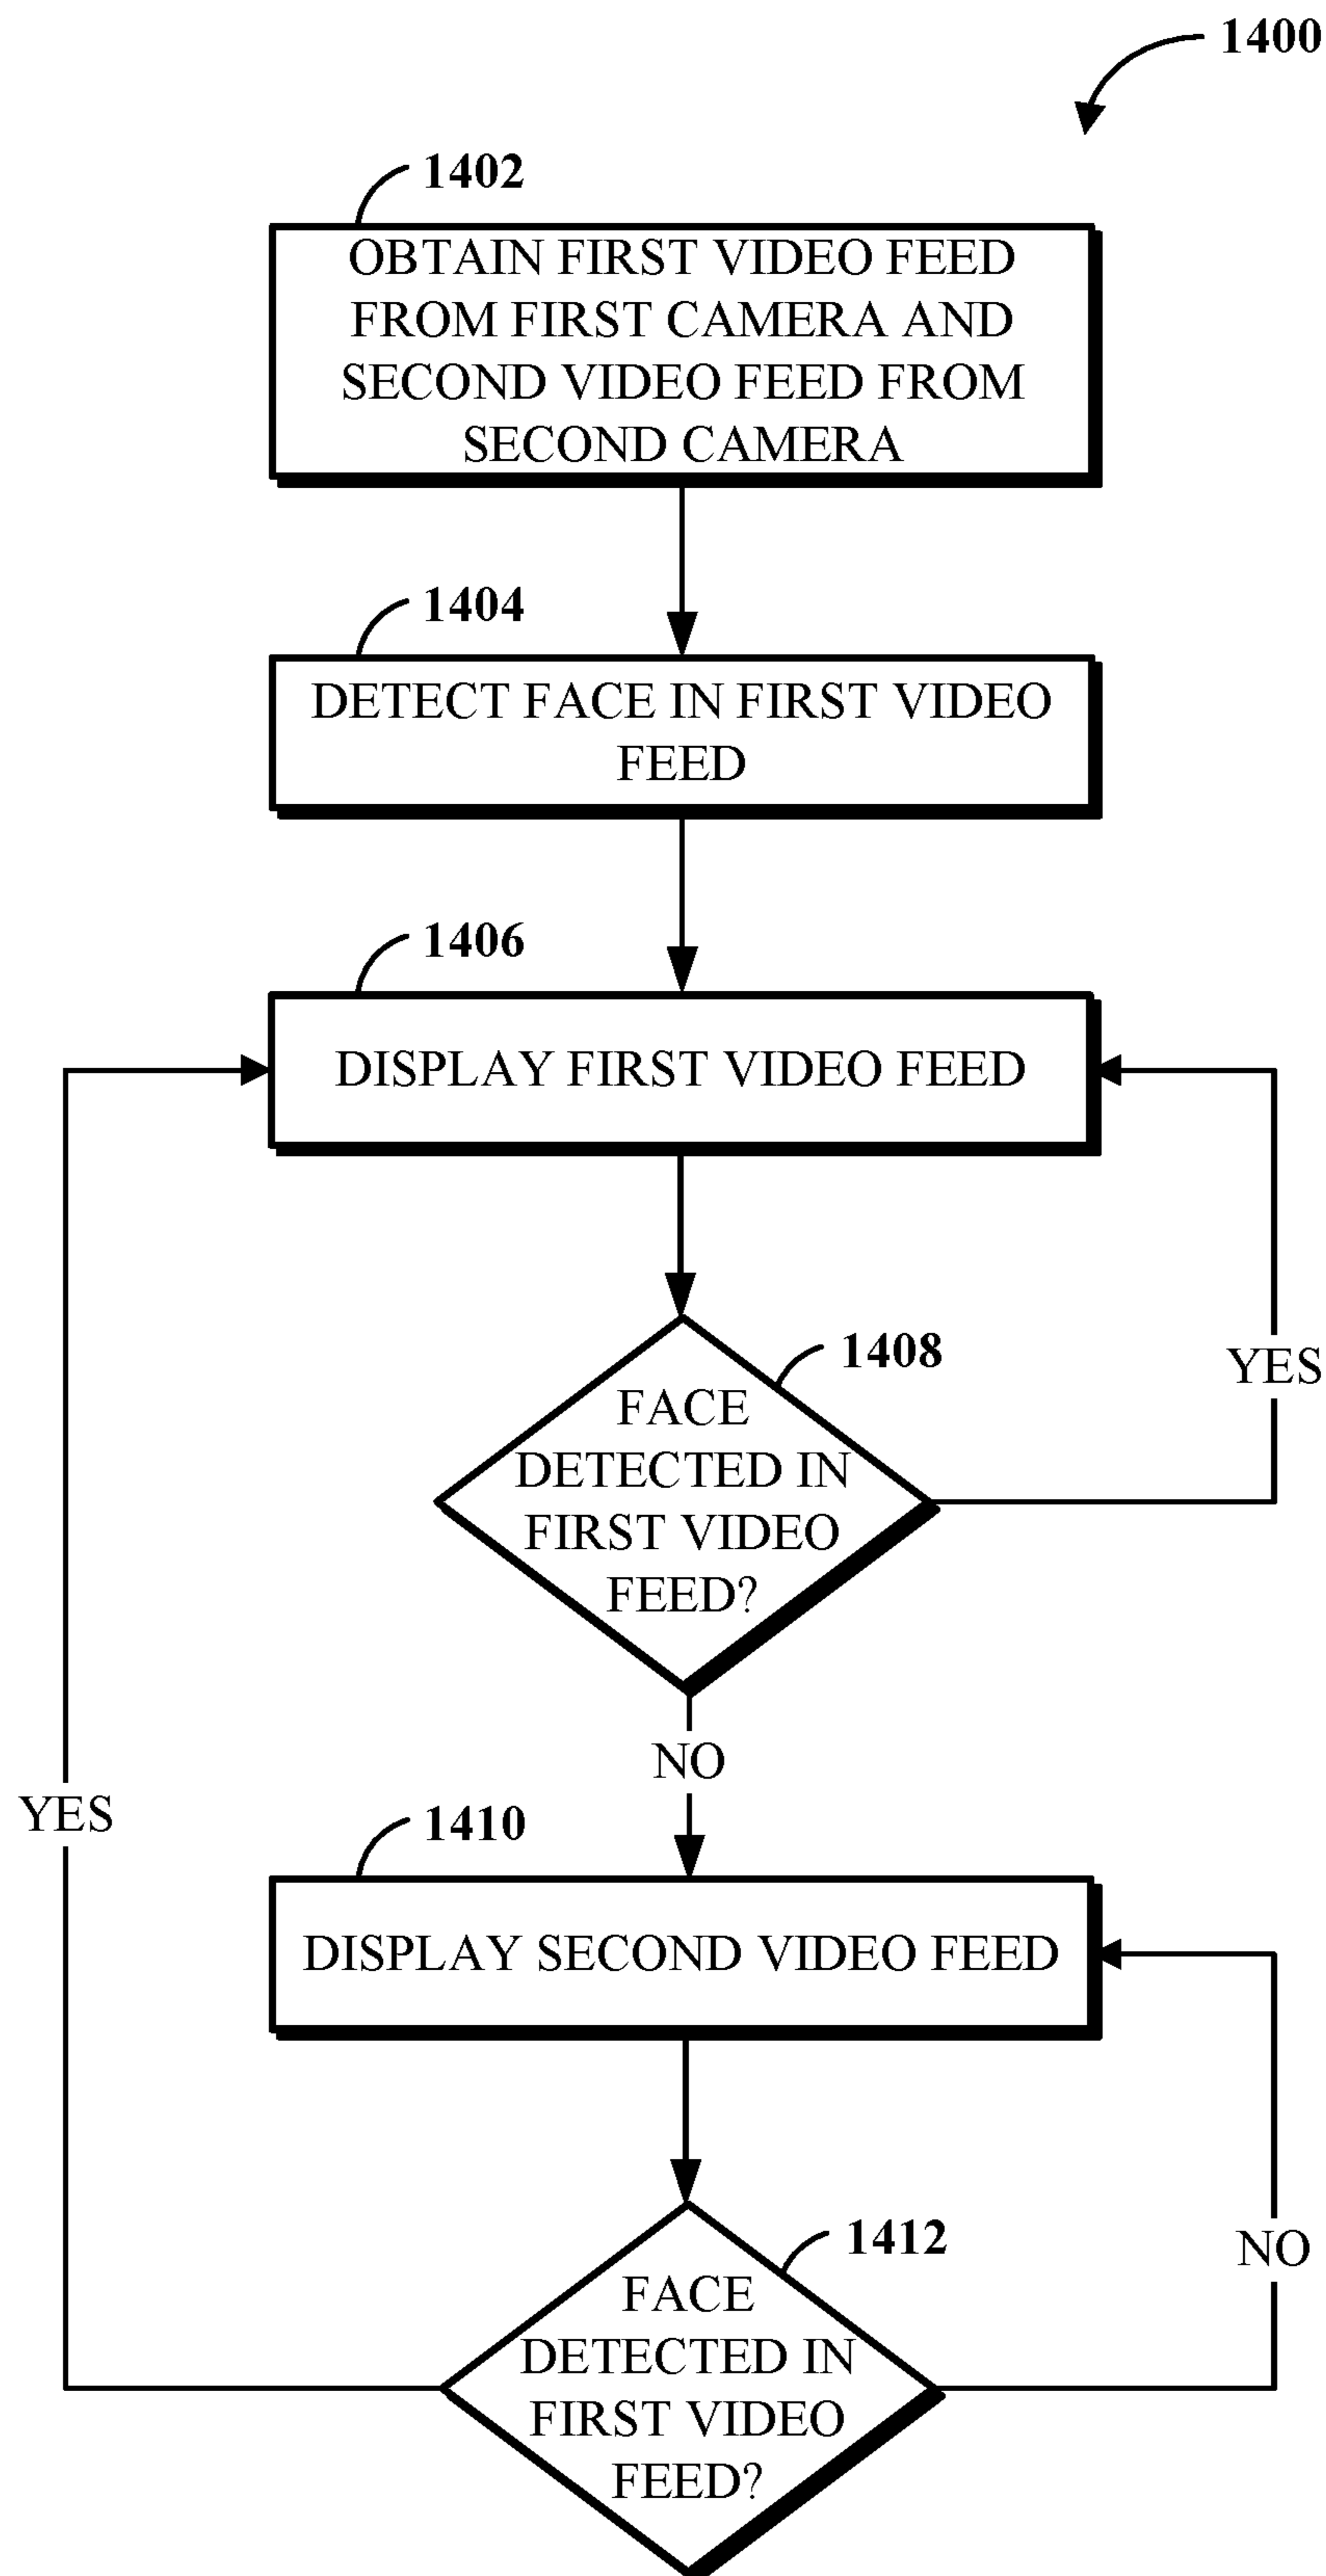 1400
1402
OBTAIN FIRST VIDEO FEED
FROM FIRST CAMERA AND
SECOND VIDEO FEED FROM
SECOND CAMERA
1404
DETECT FACE IN FIRST VIDEO
FEED
1406
DISPLAY FIRST VIDEO FEED
1408
FACE
DETECTED IN
FIRST VIDEO
FEED?
YES
NO
YES
1410
DISPLAY SECOND VIDEO FEED
1412
FACE
DETECTED IN
FIRST VIDEO
FEED?
NO